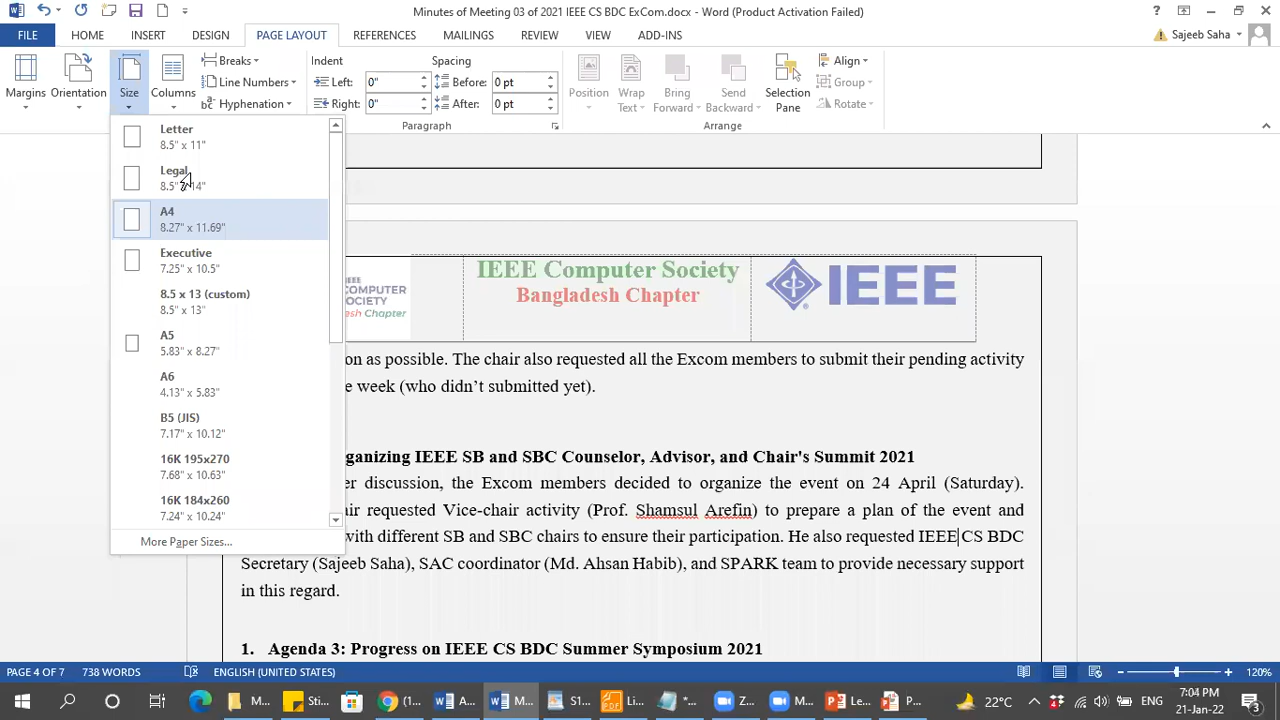 Minutes of Meeting 03 of 2021 IEEE CS BDC ExCom.docx - Word (Product Activation Failed)
FILE HOME INSERT DESIGN PAGE LAYOUT REFERENCES MAILINGS REVIEW VIEW ADD-INS Sajeeb Saha
Margins Orientation Size Columns
Breaks
Line Numbers
Hyphenation
Indent
Left: 0"
Right: 0"
Spacing
Before: 0 pt
After: 0 pt
Paragraph
Position
Wrap Text
Bring Forward
Send Backward
Selection Pane
Align
Group
Rotate
Arrange
Letter
8.5" x 11"
Legal
8.5" x 14"
A4
8.27" x 11.69"
Executive
7.25" x 10.5"
8.5 x 13 (custom)
8.5" x 13"
A5
5.83" x 8.27"
A6
4.13" x 5.83"
B5 (JIS)
7.17" x 10.12"
16K 195x270
7.68" x 10.63"
16K 184x260
7.24" x 10.24"
More Paper Sizes...
COMPUTER
SOCIETY
Chapter
IEEE Computer Society
Bangladesh Chapter
IEEE
on as possible. The chair also requested all the Excom members to submit their pending activity
week (who didn't submitted yet).
IEEE SB and SBC Counselor, Advisor, and Chair's Summit 2021
discussion, the Excom members decided to organize the event on 24 April (Saturday).
requested Vice-chair activity (Prof. Shamsul Arefin) to prepare a plan of the event and
with different SB and SBC chairs to ensure their participation. He also requested IEEE CS BDC
Secretary (Sajeeb Saha), SAC coordinator (Md. Ahsan Habib), and SPARK team to provide necessary support
in this regard.
1. Agenda 3: Progress on IEEE CS BDC Summer Symposium 2021
PAGE 4 OF 7 738 WORDS ENGLISH (UNITED STATES) 120%
M... Sti... (1... A... M... S1... Li... *... Z... M... Le... P... 22°C ENG
7:04 PM
21-Jan-22
3